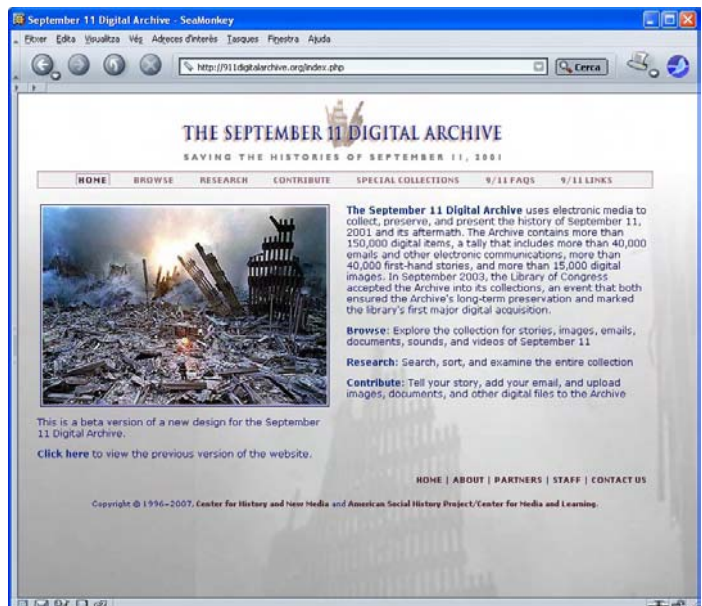 September 11 Digital Archive - SeaMonkey
Fitxer Edita Visualitza Vés Adreces d'interès Tasques Finestra Ajuda
http://911digitalarchive.org/index.php Cerca
THE SEPTEMBER 11 DIGITAL ARCHIVE
SAVING THE HISTORIES OF SEPTEMBER 11, 2001
HOME BROWSE RESEARCH CONTRIBUTE SPECIAL COLLECTIONS 9/11 FAQS 9/11 LINKS
The September 11 Digital Archive uses electronic media to
collect, preserve, and present the history of September 11,
2001 and its aftermath. The Archive contains more than
150,000 digital items, a tally that includes more than 40,000
emails and other electronic communications, more than
40,000 first-hand stories, and more than 15,000 digital
images. In September 2003, the Library of Congress
accepted the Archive into its collections, an event that both
ensured the Archive's long-term preservation and marked
the library's first major digital acquisition.
Browse: Explore the collection for stories, images, emails,
documents, sounds, and videos of September 11
Research: Search, sort, and examine the entire collection
Contribute: Tell your story, add your email, and upload
images, documents, and other digital files to the Archive
This is a beta version of a new design for the September
11 Digital Archive.
Click here to view the previous version of the website.
HOME | ABOUT | PARTNERS | STAFF | CONTACT US
Copyright © 1996-2007, Center for History and New Media and American Social History Project/Center for Media and Learning.